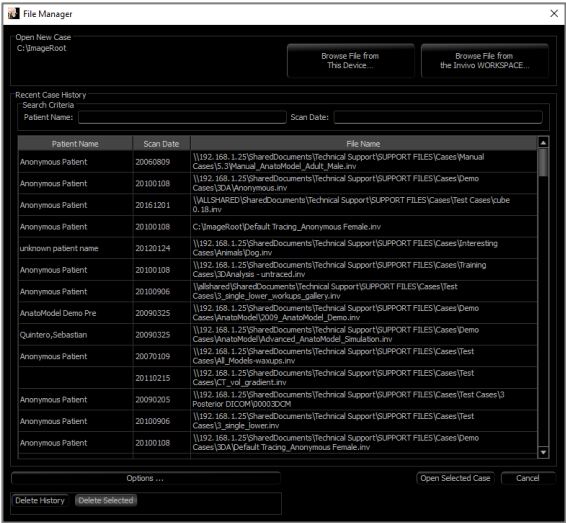 File Manager
Open New Case
C:\ImageRoot
Browse File from
This Device...
Browse File from
the Invivo WORKSPACE...
Recent Case History
Search Criteria
Patient Name:
Scan Date:
Patient Name Scan Date File Name
Anonymous Patient 20060809 \\192.168.1.25\SharedDocuments\Technical Support\SUPPORT FILES\Cases\Manual
Cases\5.3\Manual_AnatoModel_Adult_Male.inv
Anonymous Patient 20100108 \\192.168.1.25\SharedDocuments\Technical Support\SUPPORT FILES\Cases\Demo
Cases\3DA\Anonymous.inv
Anonymous Patient 20161201 \\ALLSHARED\SharedDocuments\Technical Support\SUPPORT FILES\Cases\Test Cases\cube
0.18.inv
Anonymous Patient 20100108 C:\ImageRoot\Default Tracing_Anonymous Female.inv
unknown patient name 20120124 \\192.168.1.25\SharedDocuments\Technical Support\SUPPORT FILES\Cases\Interesting
Cases\Animals\Dog.inv
Anonymous Patient 20100108 \\192.168.1.25\SharedDocuments\Technical Support\SUPPORT FILES\Cases\Training
Cases\3DAnalysis - untraced.inv
Anonymous Patient 20100906 \\allshared\SharedDocuments\Technical Support\SUPPORT FILES\Cases\Test
Cases\3_single_lower_workups_gallery.inv
AnatoModel Demo Pre 20090325 \\192.168.1.25\SharedDocuments\Technical Support\SUPPORT FILES\Cases\Demo
Cases\AnatoModel\2009_AnatoModel_Demo.inv
Quintero,Sebastian 20090325 \\192.168.1.25\SharedDocuments\Technical Support\SUPPORT FILES\Cases\Demo
Cases\AnatoModel\Advanced_AnatoModel_Simulation.inv
Anonymous Patient 20070109 \\192.168.1.25\SharedDocuments\Technical Support\SUPPORT FILES\Cases\Test
Cases\All_Models-waxups.inv
20110215 \\192.168.1.25\SharedDocuments\Technical Support\SUPPORT FILES\Cases\Test
Cases\CT_vol_gradient.inv
Anonymous Patient 20090205 \\192.168.1.25\SharedDocuments\Technical Support\SUPPORT FILES\Cases\Test Cases\3
Posterior DICOM\00003DCM
Anonymous Patient 20100906 \\192.168.1.25\SharedDocuments\Technical Support\SUPPORT FILES\Cases\Test
Cases\3_single_lower.inv
Anonymous Patient 20100108 \\192.168.1.25\SharedDocuments\Technical Support\SUPPORT FILES\Cases\Demo
Cases\3DA\Default Tracing_Anonymous Female.inv
Options ...
Open Selected Case
Cancel
Delete History
Delete Selected